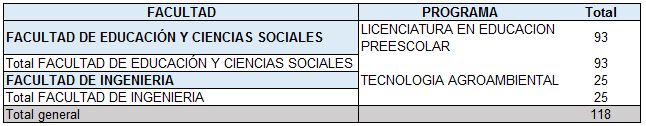 FACULTAD PROGRAMA Total
FACULTAD DE EDUCACIÓN Y CIENCIAS SOCIALES LICENCIATURA EN EDUCACION PREESCOLAR 93
Total FACULTAD DE EDUCACIÓN Y CIENCIAS SOCIALES 93
FACULTAD DE INGENIERIA TECNOLOGIA AGROAMBIENTAL 25
Total FACULTAD DE INGENIERIA 25
Total general 118